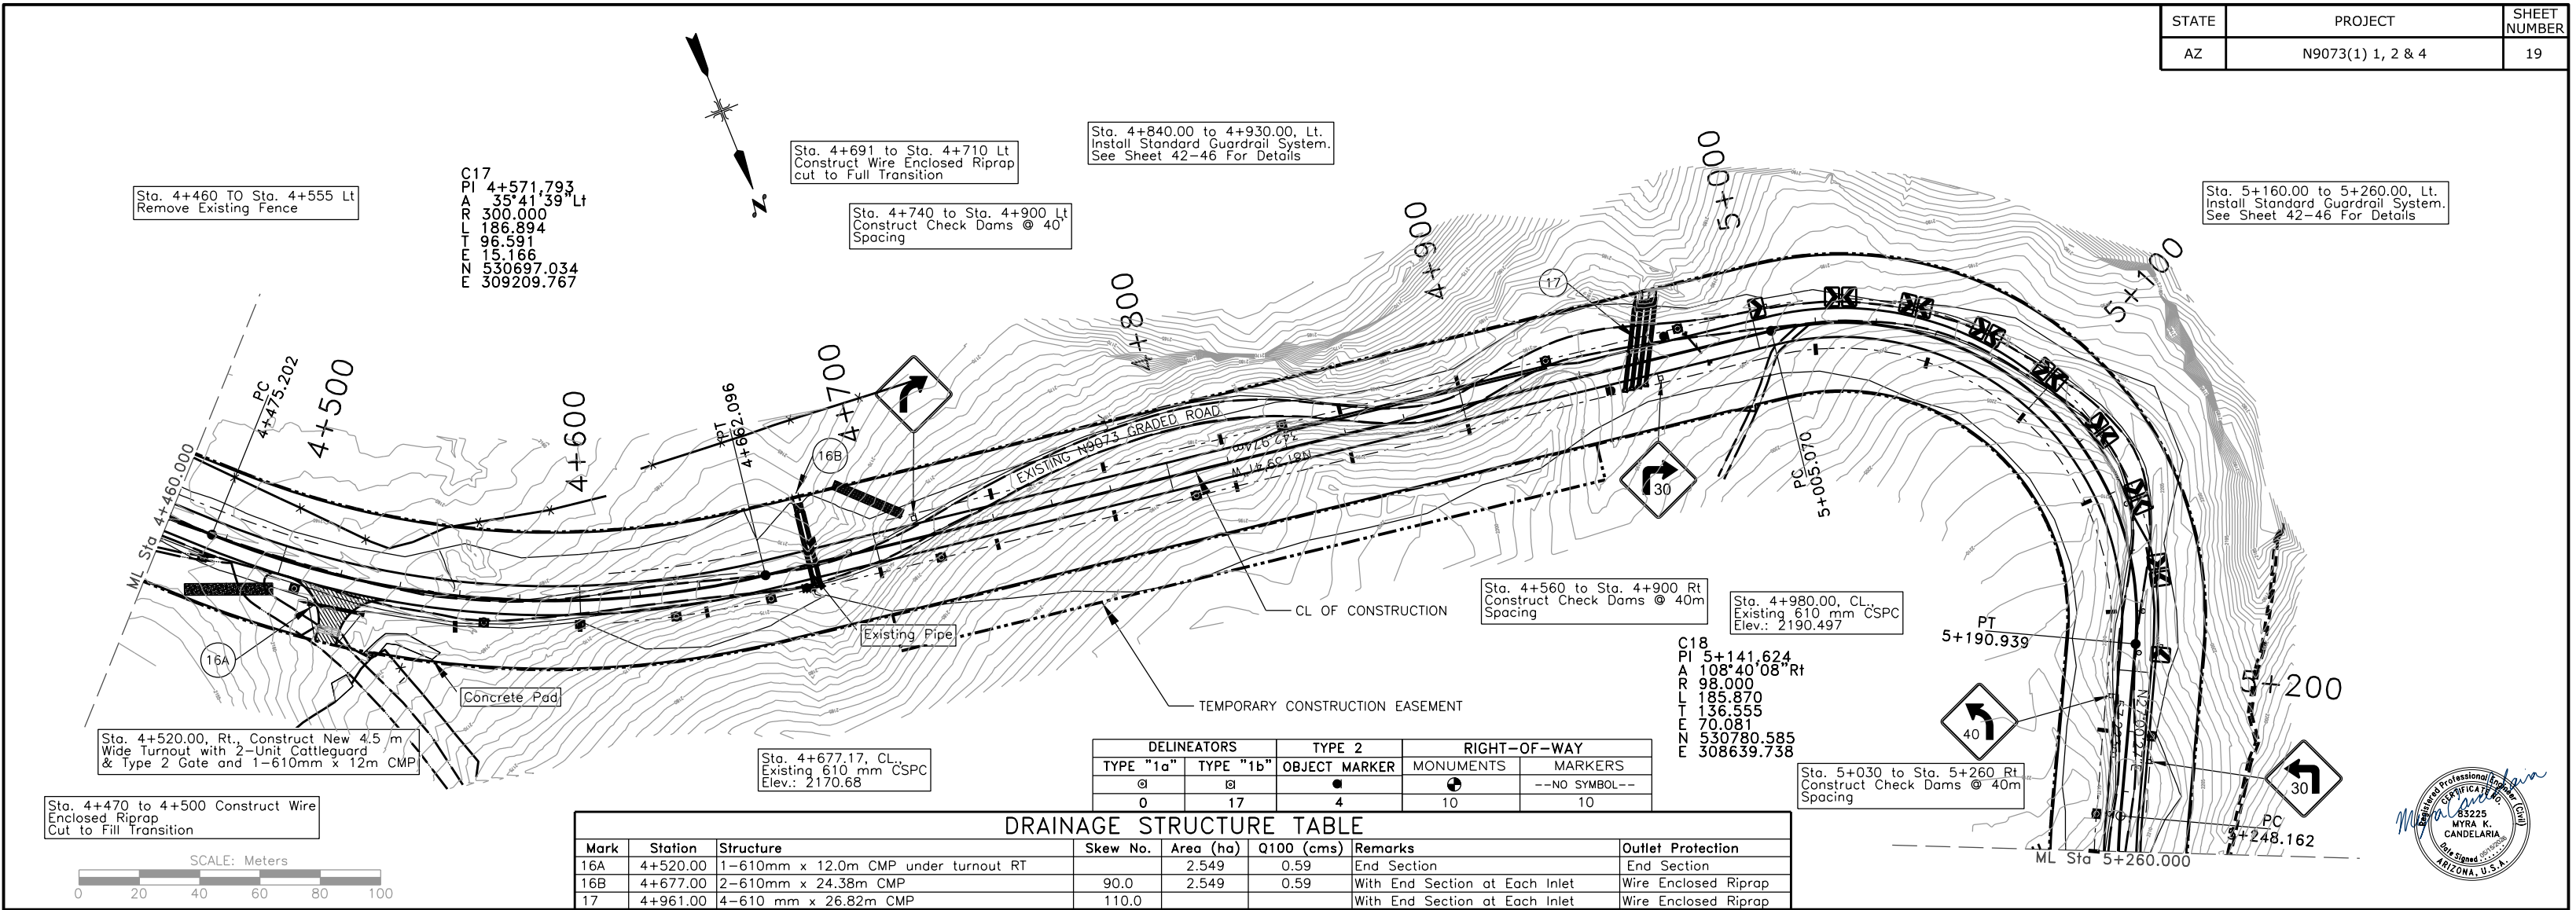 STATE PROJECT SHEET NUMBER
AZ N9073(1) 1, 2 & 4 19
Sta. 4+460 TO Sta. 4+555 Lt
Remove Existing Fence
C17
PI 4+571.793
A 35°41'39"Lt
R 300.000
L 186.894
T 96.591
E 15.166
N 530697.034
E 309209.767
N
Sta. 4+691 to Sta. 4+710 Lt
Construct Wire Enclosed Riprap
cut to Full Transition
Sta. 4+740 to Sta. 4+900 Lt
Construct Check Dams @ 40'
Spacing
Sta. 4+840.00 to 4+930.00, Lt.
Install Standard Guardrail System.
See Sheet 42-46 For Details
Sta. 5+160.00 to 5+260.00, Lt.
Install Standard Guardrail System.
See Sheet 42-46 For Details
ML Sta 4+460.000
PC
4+475.202
4+500
4+600
PT
4+662.096
4+700
4+800
4+900
5+000
5+100
5+200
16A
16B
17
EXISTING N9073 GRADED ROAD
342.974m
N81°39'41"W
30
PC
5+005.070
CL OF CONSTRUCTION
TEMPORARY CONSTRUCTION EASEMENT
Existing Pipe
Concrete Pad
Sta. 4+520.00, Rt., Construct New 4.5 m
Wide Turnout with 2-Unit Cattleguard
& Type 2 Gate and 1-610mm x 12m CMP
Sta. 4+470 to 4+500 Construct Wire
Enclosed Riprap
Cut to Fill Transition
Sta. 4+677.17, CL.,
Existing 610 mm CSPC
Elev.: 2170.68
Sta. 4+560 to Sta. 4+900 Rt
Construct Check Dams @ 40m
Spacing
Sta. 4+980.00, CL.,
Existing 610 mm CSPC
Elev.: 2190.497
C18
PI 5+141.624
A 108°40'08"Rt
R 98.000
L 185.870
T 136.555
E 70.081
N 530780.585
E 308639.738
PT
5+190.939
40
30
Sta. 5+030 to Sta. 5+260 Rt
Construct Check Dams @ 40m
Spacing
PC
5+248.162
ML Sta 5+260.000
DELINEATORS TYPE 2 RIGHT-OF-WAY
TYPE "1a" TYPE "1b" OBJECT MARKER MONUMENTS MARKERS
--NO SYMBOL--
0 17 4 10 10
DRAINAGE STRUCTURE TABLE
Mark Station Structure Skew No. Area (ha) Q100 (cms) Remarks Outlet Protection
16A 4+520.00 1-610mm x 12.0m CMP under turnout RT 2.549 0.59 End Section End Section
16B 4+677.00 2-610mm x 24.38m CMP 90.0 2.549 0.59 With End Section at Each Inlet Wire Enclosed Riprap
17 4+961.00 4-610 mm x 26.82m CMP 110.0 With End Section at Each Inlet Wire Enclosed Riprap
SCALE: Meters
0 20 40 60 80 100
Registered Professional Engineer (Civil)
CERTIFICATE NO.
83225
MYRA K.
CANDELARIA
Date Signed
ARIZONA, U.S.A.